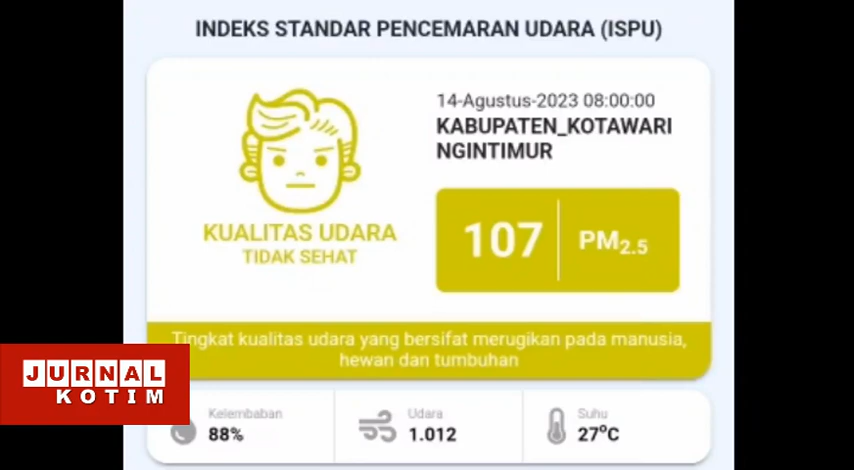 INDEKS STANDAR PENCEMARAN UDARA (ISPU)
14-Agustus-2023 08:00:00
KABUPATEN_KOTAWARI
NGINTIMUR
KUALITAS UDARA
TIDAK SEHAT
107
PM2.5
Tingkat kualitas udara yang bersifat merugikan pada manusia,
hewan dan tumbuhan
JURNAL
KOTIM
Kelembaban
88%
Udara
1.012
Suhu
27°C